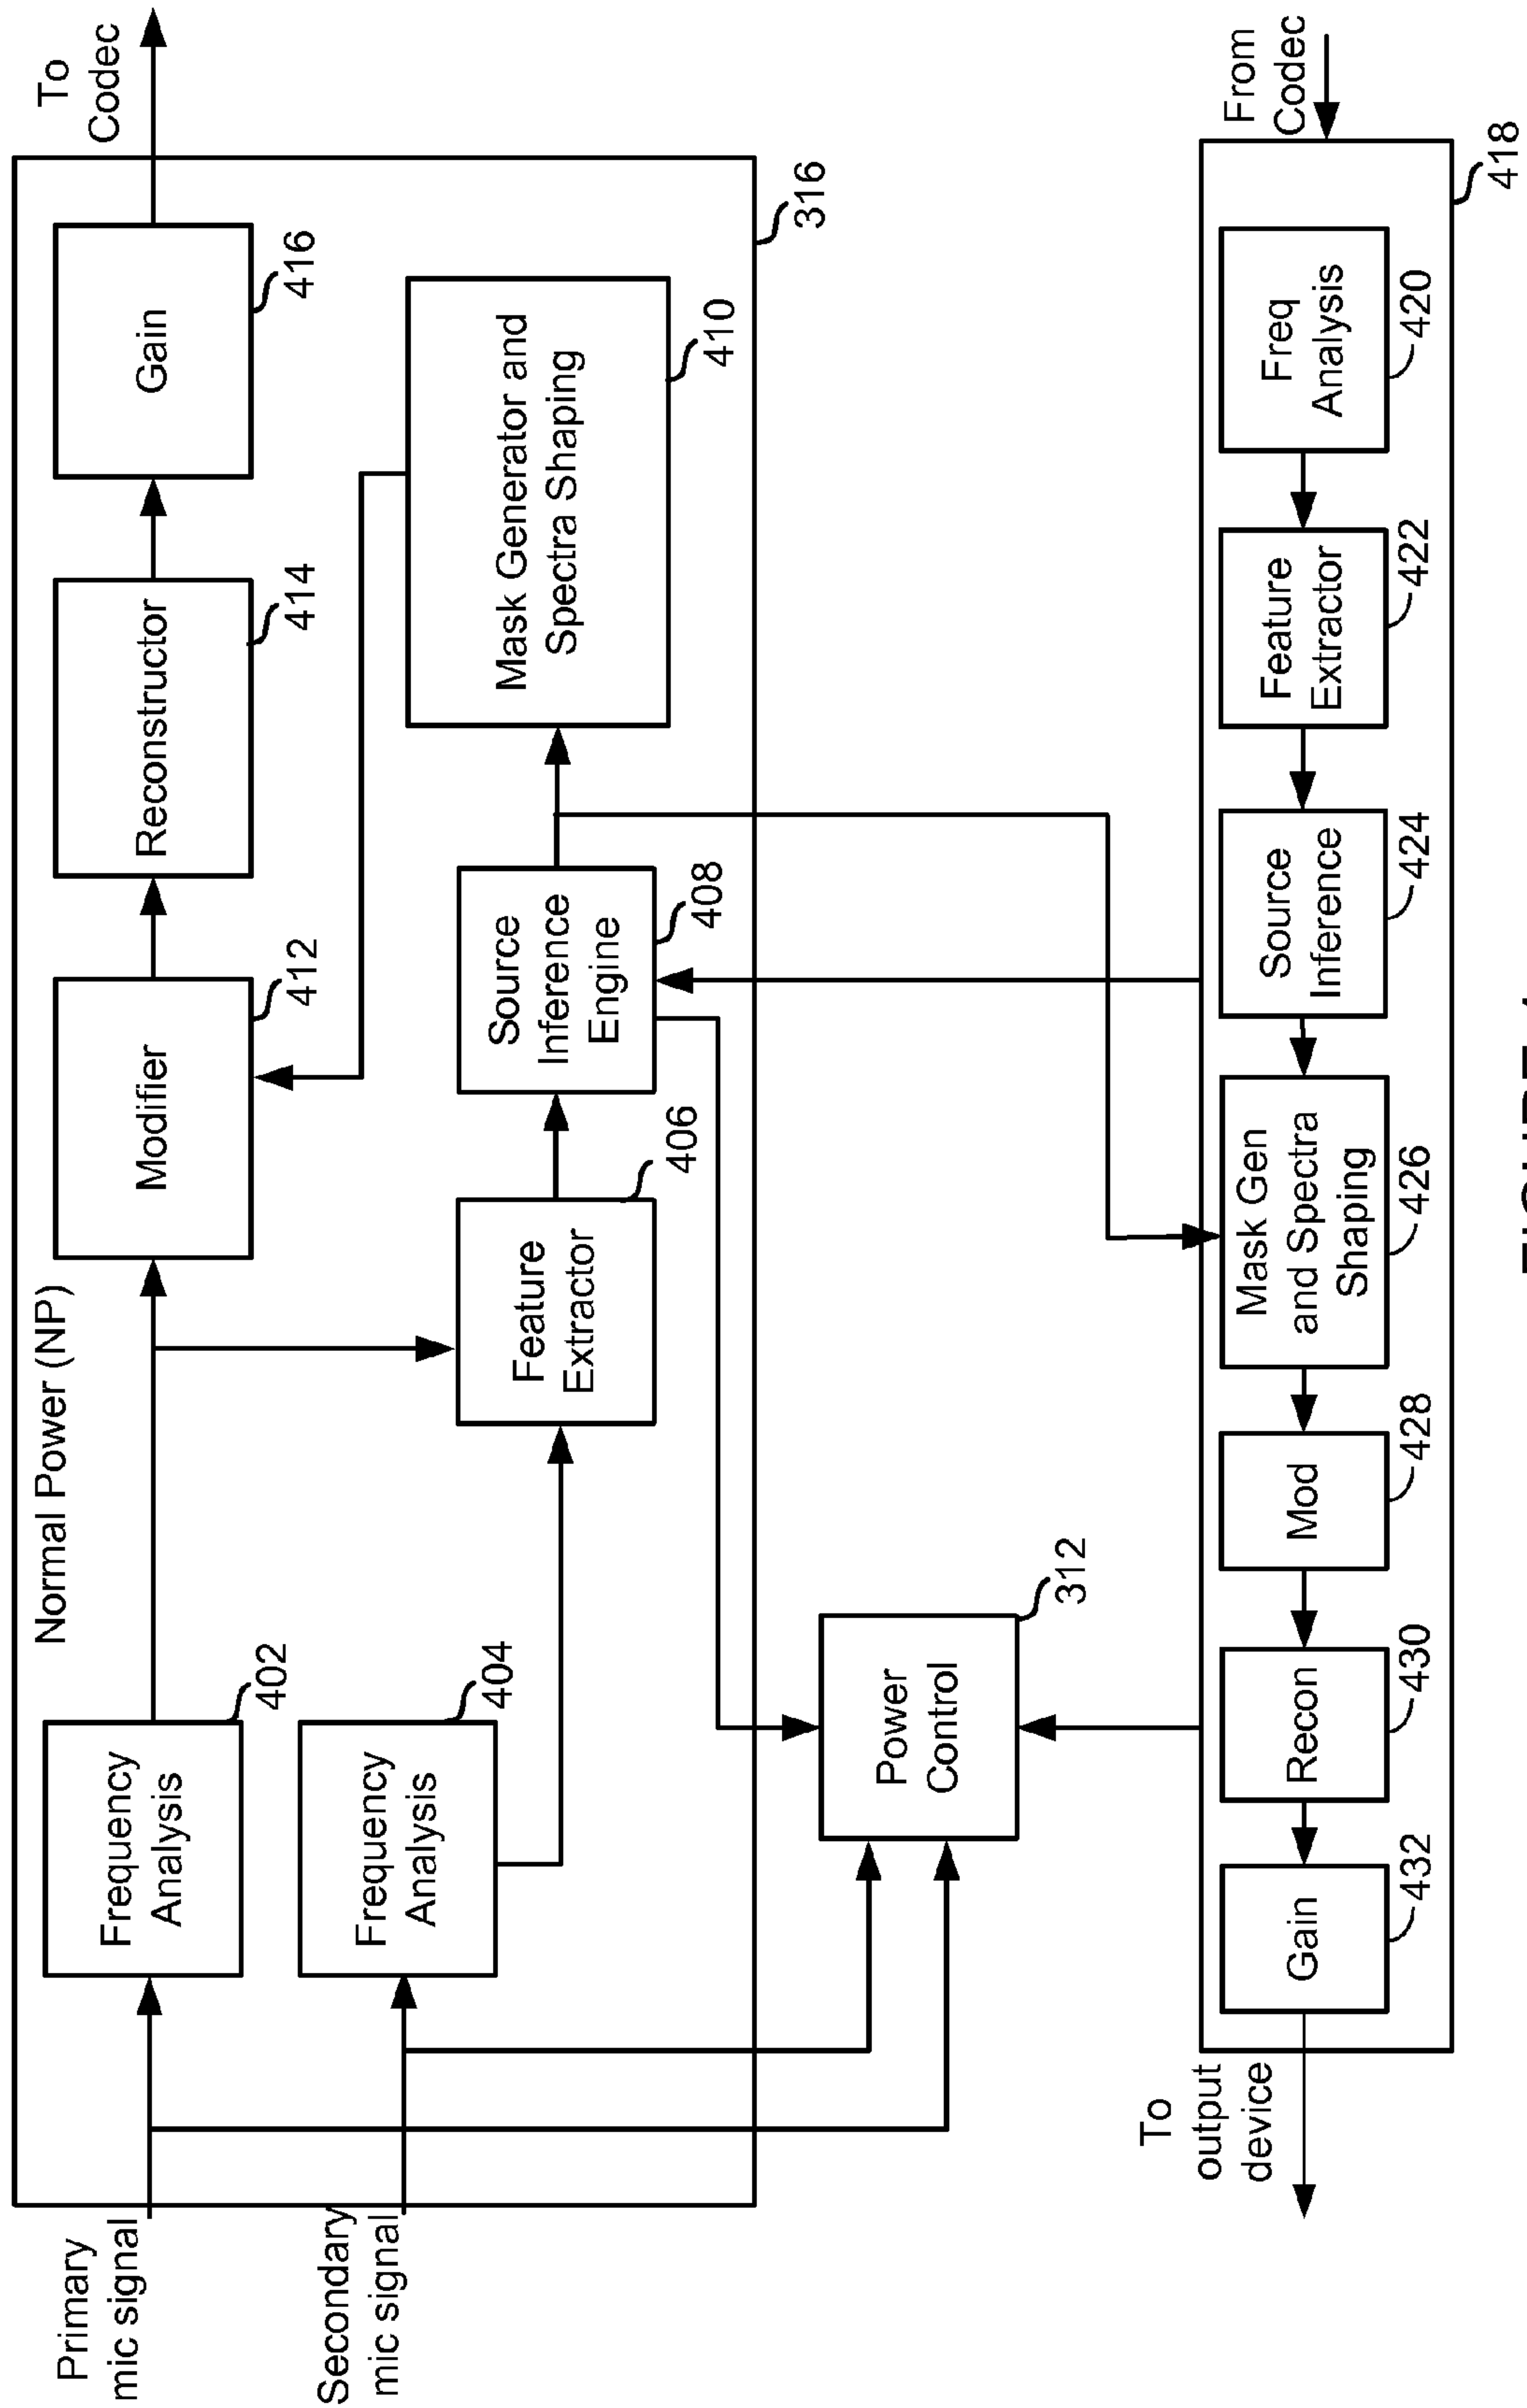 Normal Power (NP)
To
Codec
Primary
mic signal
Frequency
Analysis
402
Modifier
412
Reconstructor
414
Gain
416
Secondary
mic signal
Frequency
Analysis
404
Feature
Extractor
406
Source
Inference
Engine
408
Mask Generator and
Spectra Shaping
410
316
Power
Control
312
To
output
device
From
Codec
Gain
432
Recon
430
Mod
428
Mask Gen
and Spectra
Shaping
426
Source
Inference
424
Feature
Extractor
422
Freq
Analysis
420
418